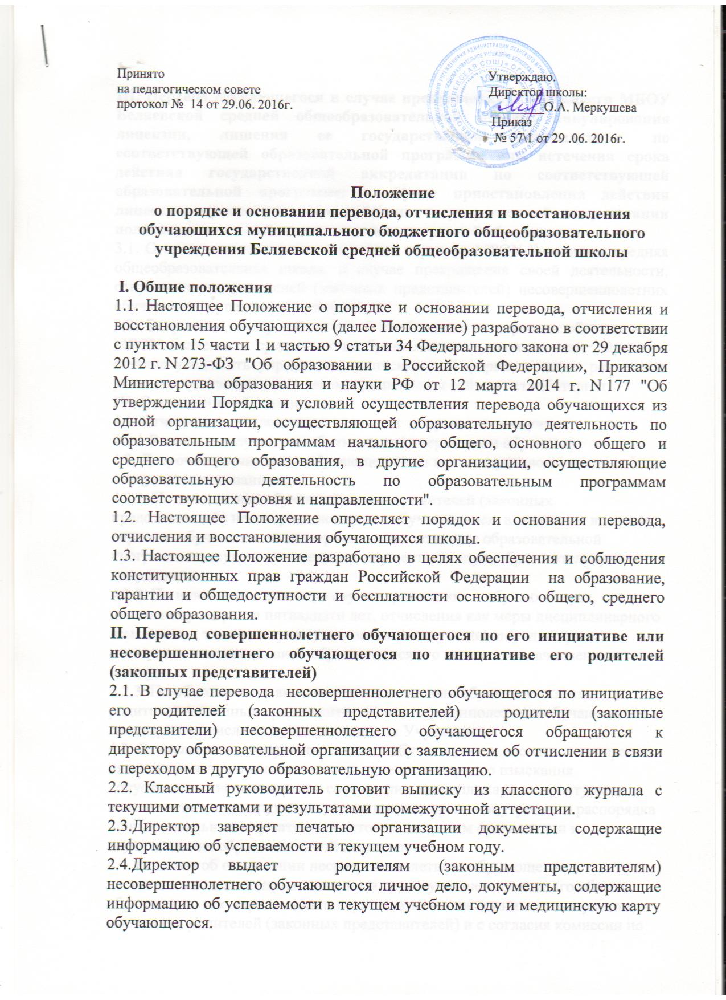 Принято
на педагогическом совете
протокол №  14 от 29.06. 2016г.
Утверждаю.
Директор школы:
О.А. Меркушева
Приказ
№ 57\1 от 29 .06. 2016г.
Положение
о порядке и основании перевода, отчисления и восстановления
обучающихся муниципального бюджетного общеобразовательного
учреждения Беляевской средней общеобразовательной школы
I. Общие положения
1.1. Настоящее Положение о порядке и основании перевода, отчисления и
восстановления обучающихся (далее Положение) разработано в соответствии
с пунктом 15 части 1 и частью 9 статьи 34 Федерального закона от 29 декабря
2012 г. N 273-ФЗ "Об образовании в Российской Федерации», Приказом
Министерства образования и науки РФ от 12 марта 2014 г. N 177 "Об
утверждении Порядка и условий осуществления перевода обучающихся из
одной организации, осуществляющей образовательную деятельность по
образовательным программам начального общего, основного общего и
среднего общего образования, в другие организации, осуществляющие
образовательную деятельность по образовательным программам
соответствующих уровня и направленности".
1.2. Настоящее Положение определяет порядок и основания перевода,
отчисления и восстановления обучающихся школы.
1.3. Настоящее Положение разработано в целях обеспечения и соблюдения
конституционных прав граждан Российской Федерации  на образование,
гарантии и общедоступности и бесплатности основного общего, среднего
общего образования.
II. Перевод совершеннолетнего обучающегося по его инициативе или
несовершеннолетнего обучающегося по инициативе его родителей
(законных представителей)
2.1. В случае перевода  несовершеннолетнего обучающегося по инициативе
его родителей (законных представителей) родители (законные
представители) несовершеннолетнего обучающегося обращаются к
директору образовательной организации с заявлением об отчислении в связи
с переходом в другую образовательную организацию.
2.2. Классный руководитель готовит выписку из классного журнала с
текущими отметками и результатами промежуточной аттестации.
2.3.Директор заверяет печатью организации документы содержащие
информацию об успеваемости в текущем учебном году.
2.4.Директор выдает родителям (законным представителям)
несовершеннолетнего обучающегося личное дело, документы,  содержащие
информацию об успеваемости в текущем учебном году и медицинскую карту
обучающегося.